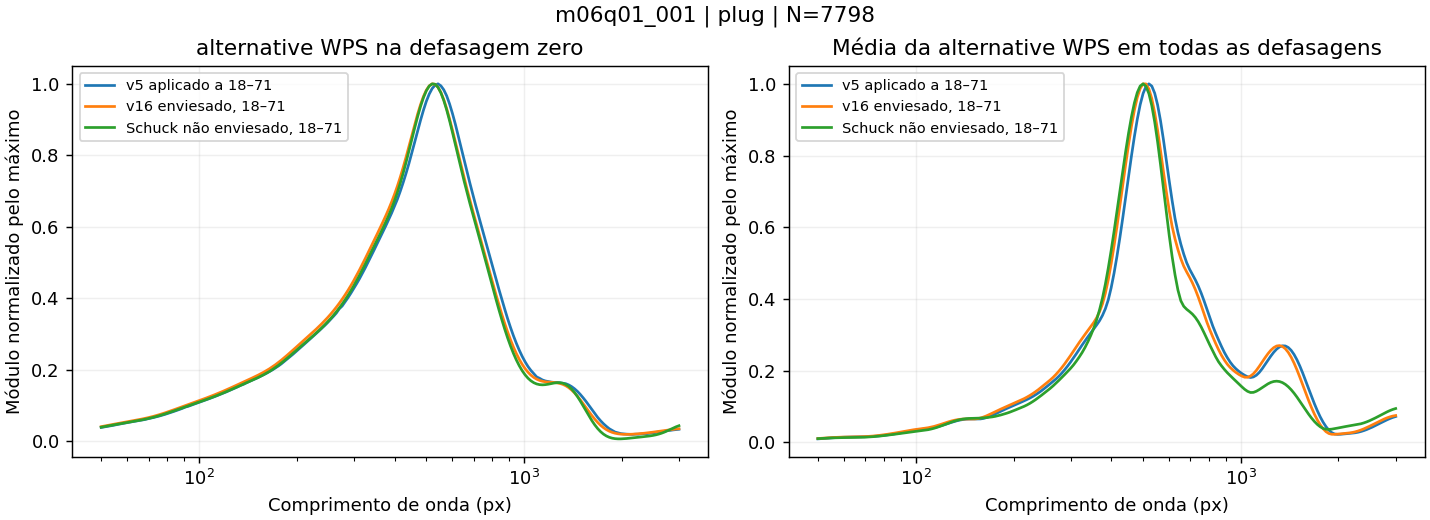 m06q01_001 | plug | N=7798
alternative WPS na defasagem zero
Módulo normalizado pelo máximo
1.0
0.8
0.6
0.4
0.2
0.0
v5 aplicado a 18–71
v16 enviesado, 18–71
Schuck não enviesado, 18–71
10²
10³
Comprimento de onda (px)
Média da alternative WPS em todas as defasagens
Módulo normalizado pelo máximo
1.0
0.8
0.6
0.4
0.2
0.0
v5 aplicado a 18–71
v16 enviesado, 18–71
Schuck não enviesado, 18–71
10²
10³
Comprimento de onda (px)